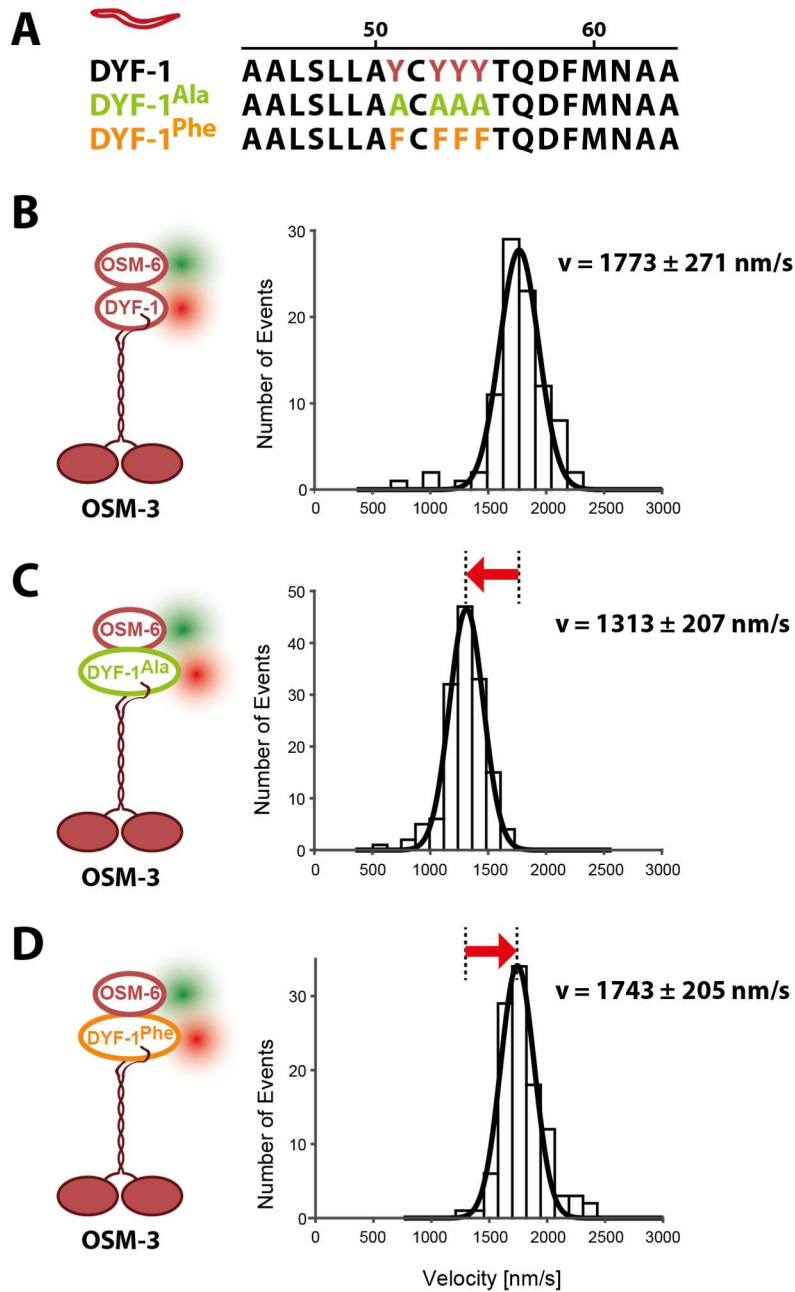 A
50 60
DYF-1 AALSLLAYCYYYTQDFMNAA
DYF-1Ala AALSLLAACAAATQDFMNAA
DYF-1Phe AALSLLAFCFFFTQDFMNAA
B
OSM-6
DYF-1
OSM-3
Number of Events
30
20
10
0
v = 1773 ± 271 nm/s
0 500 1000 1500 2000 2500 3000
C
OSM-6
DYF-1Ala
OSM-3
Number of Events
50
40
30
20
10
0
v = 1313 ± 207 nm/s
0 500 1000 1500 2000 2500 3000
D
OSM-6
DYF-1Phe
OSM-3
Number of Events
30
20
10
0
v = 1743 ± 205 nm/s
0 500 1000 1500 2000 2500 3000
Velocity [nm/s]